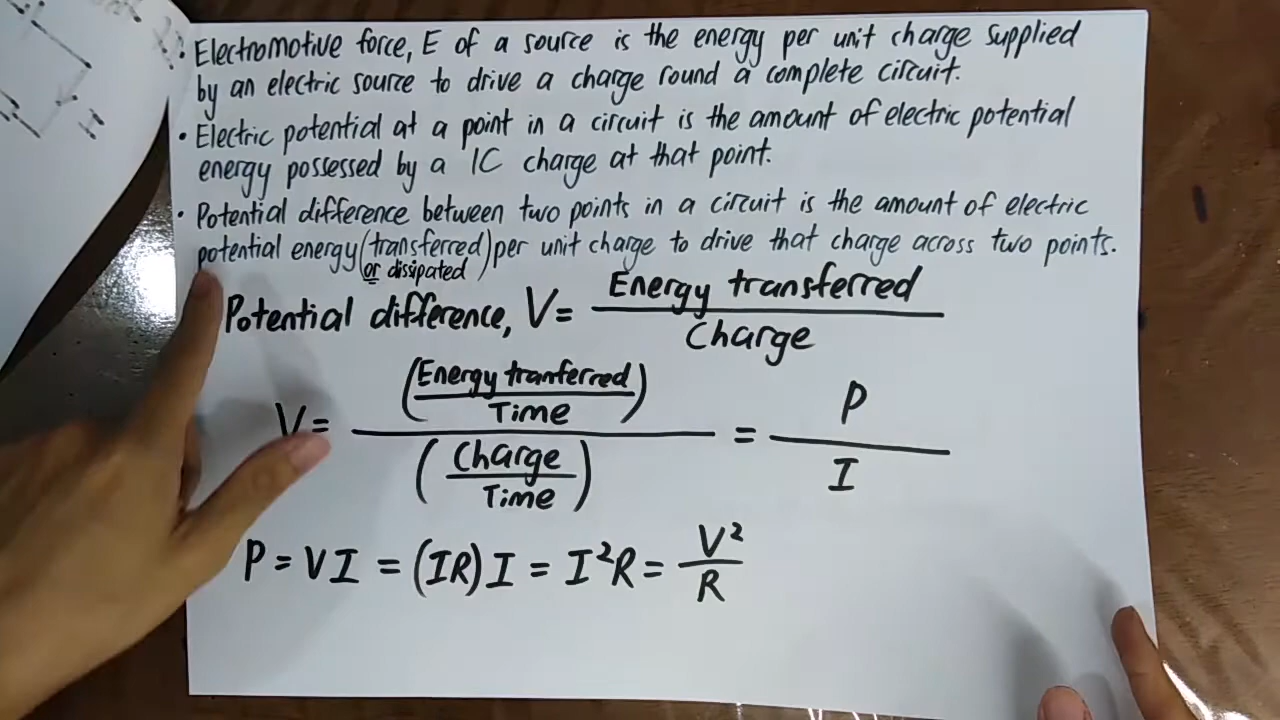 • Electromotive force, E of a source is the energy per unit charge supplied
by an electric source to drive a charge round a complete circuit.
• Electric potential at a point in a circuit is the amount of electric potential
energy possessed by a 1C charge at that point.
• Potential difference between two points in a circuit is the amount of electric
potential energy (transferred) per unit charge to drive that charge across two points.
or dissipated
Potential difference, V = Energy transferred / Charge
V = (Energy tranferred / Time) / (Charge / Time) = P / I
P = VI = (IR) I = I²R = V² / R